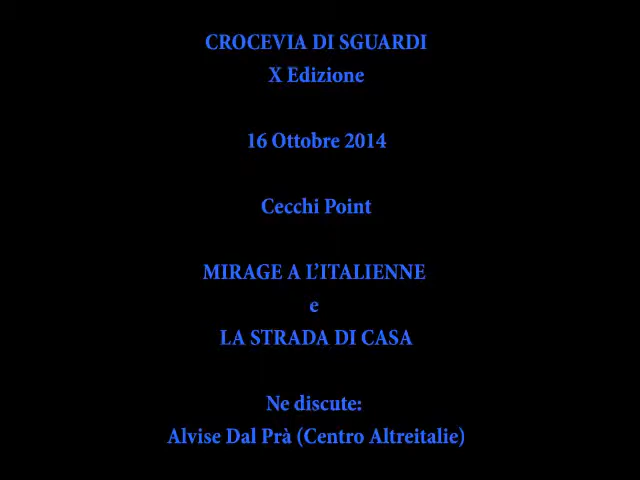 CROCEVIA DI SGUARDI
X Edizione
16 Ottobre 2014
Cecchi Point
MIRAGE A L'ITALIENNE
e
LA STRADA DI CASA
Ne discute:
Alvise Dal Prà (Centro Altreitalie)